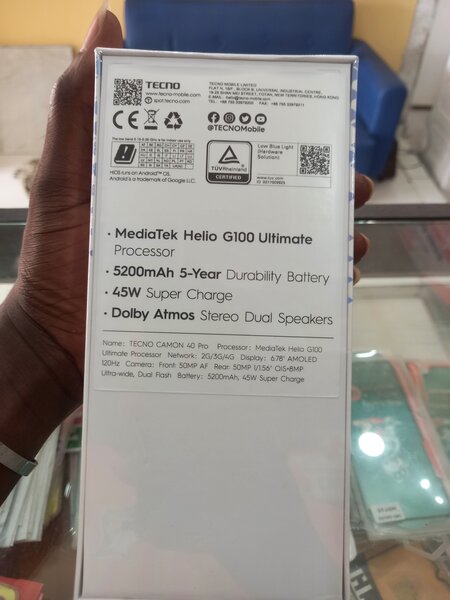 TECNO
www.tecno-mobile.com
spot.tecno.com
TECNO MOBILE LIMITED
@TECNOMobile
CE
HiOS runs on Android™ OS.
Android is a trademark of Google LLC.
TÜVRheinland
CERTIFIED
Low Blue Light
(Hardware
Solution)
www.tuv.com
• MediaTek Helio G100 Ultimate
Processor
• 5200mAh 5-Year Durability Battery
• 45W Super Charge
• Dolby Atmos Stereo Dual Speakers
Name: TECNO CAMON 40 Pro Processor: MediaTek Helio G100
Ultimate Processor Network: 2G/3G/4G Display: 6.78" AMOLED
120Hz Camera: Front: 50MP AF Rear: 50MP 1/1.56" OIS+8MP
Ultra-wide, Dual Flash Battery: 5200mAh, 45W Super Charge